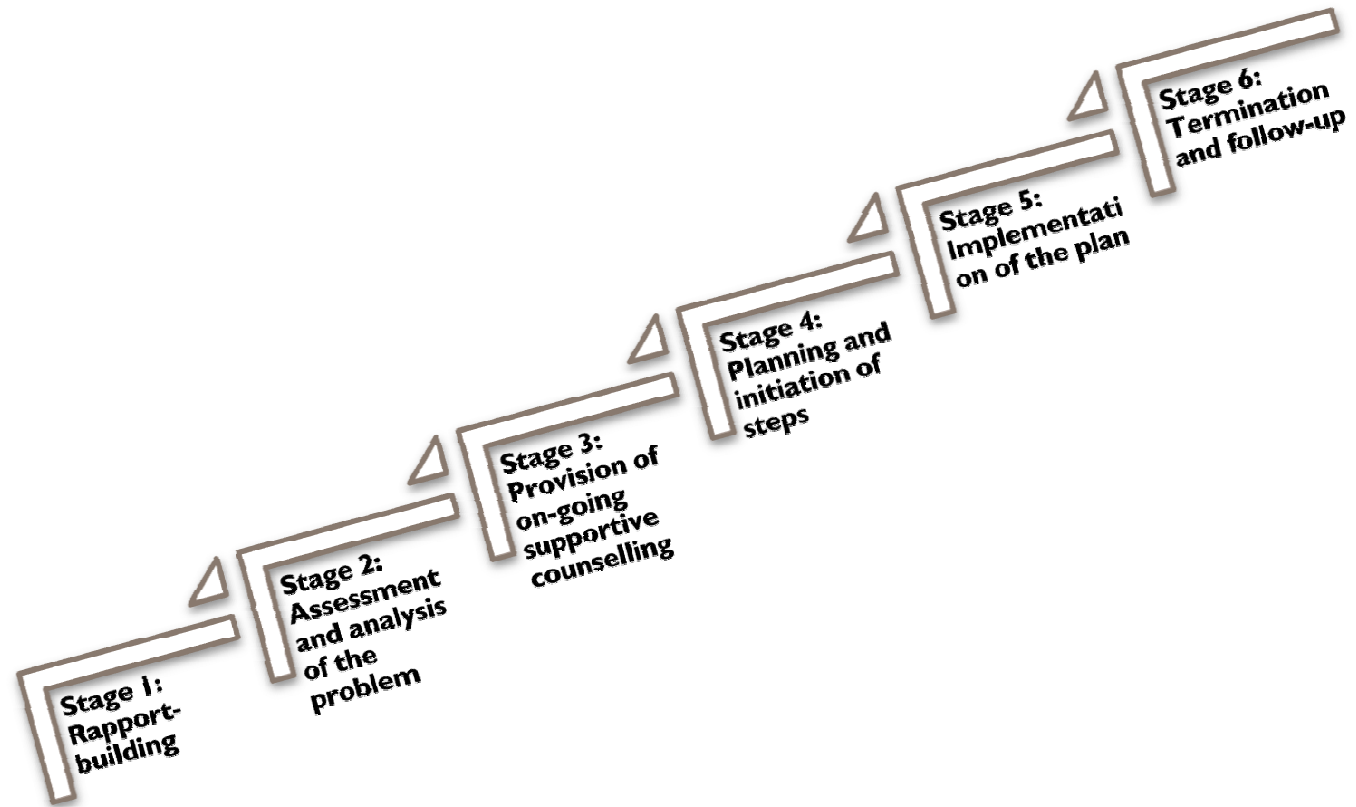 Stage 1:
Rapport-
building
Stage 2:
Assessment
and analysis
of the
problem
Stage 3:
Provision of
on-going
supportive
counselling
Stage 4:
Planning and
initiation of
steps
Stage 5:
Implementati
on of the plan
Stage 6:
Termination
and follow-up